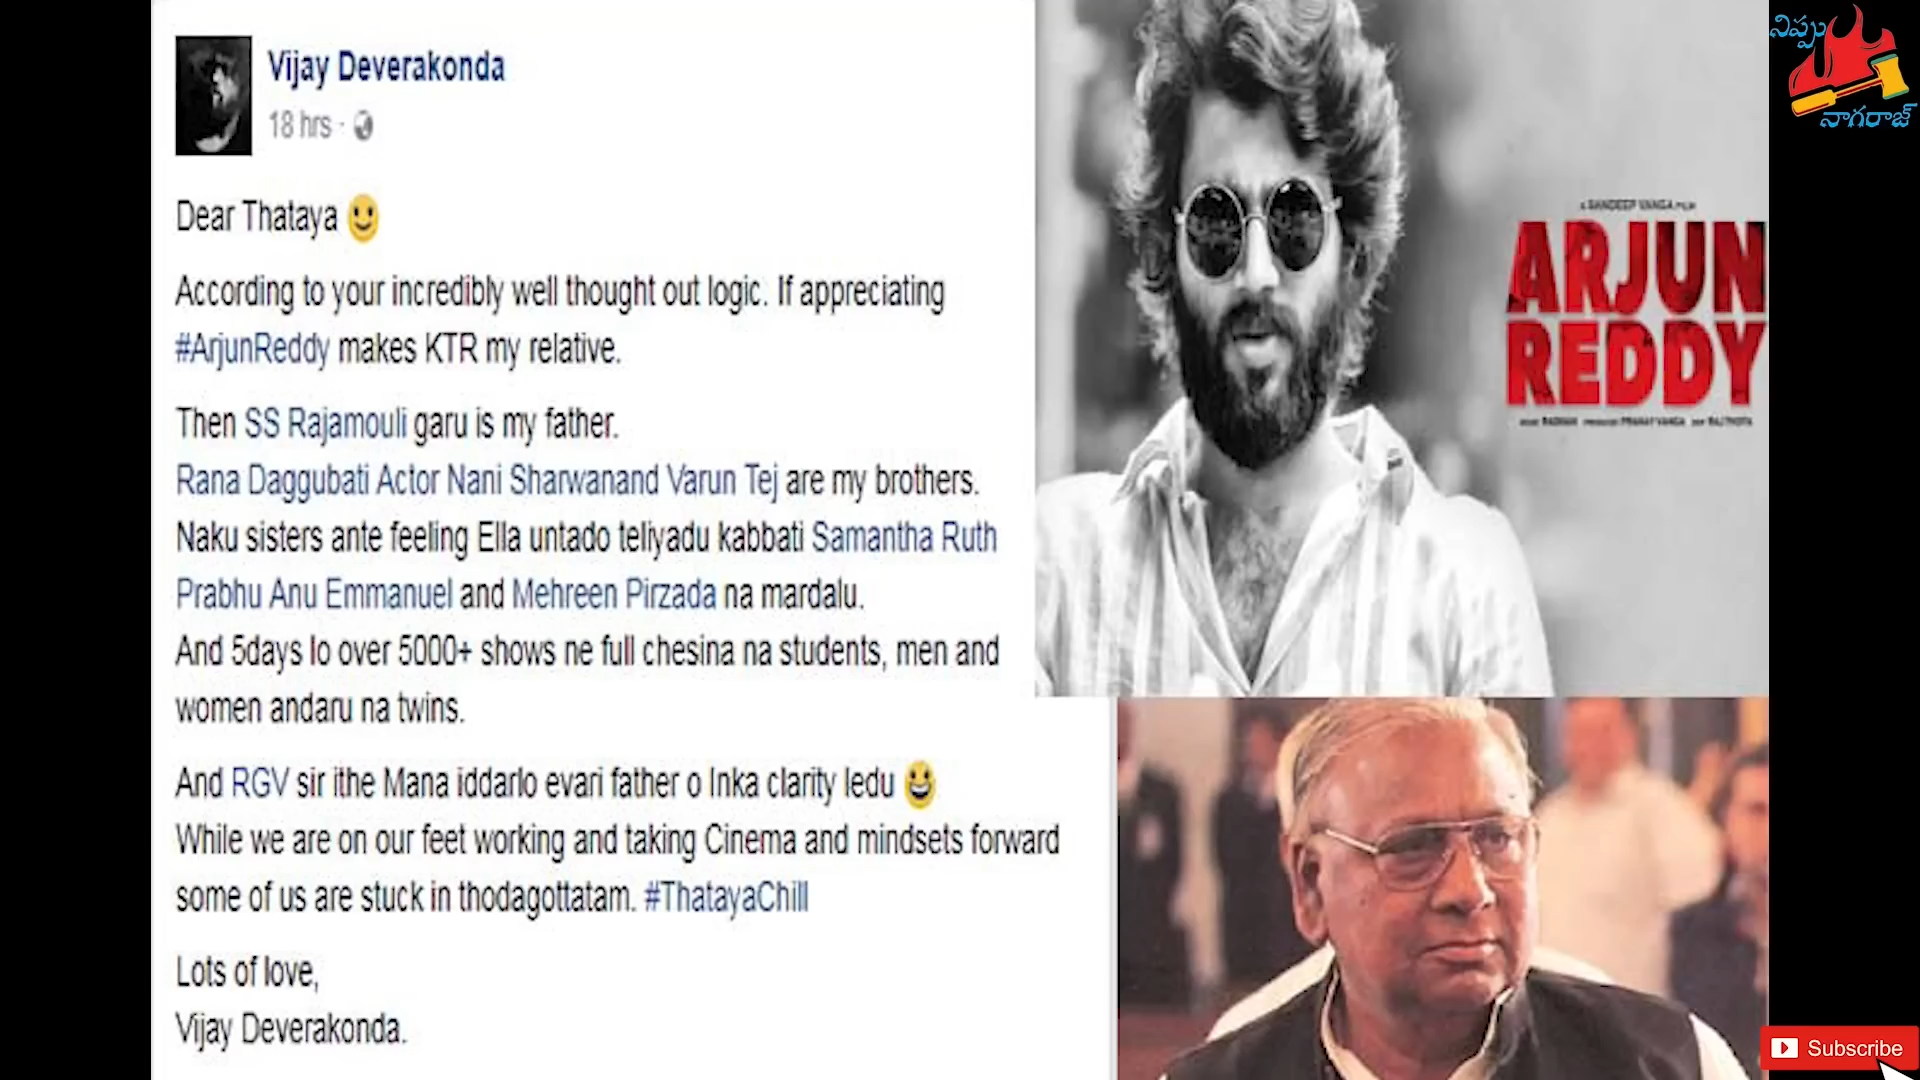 Vijay Deverakonda
18 hrs ·
Dear Thataya
According to your incredibly well thought out logic. If appreciating
#ArjunReddy makes KTR my relative.
Then SS Rajamouli garu is my father.
Rana Daggubati Actor Nani Sharwanand Varun Tej are my brothers.
Naku sisters ante feeling Ella untado teliyadu kabbati Samantha Ruth
Prabhu Anu Emmanuel and Mehreen Pirzada na mardalu.
And 5days lo over 5000+ shows ne full chesina na students, men and
women andaru na twins.
And RGV sir ithe Mana iddarlo evari father o Inka clarity ledu
While we are on our feet working and taking Cinema and mindsets forward
some of us are stuck in thodagottatam. #ThatayaChill
Lots of love,
Vijay Deverakonda.
A SANDEEP VANGA FILM
ARJUN
REDDY
నిప్పు
నాగరాజ్
Subscribe